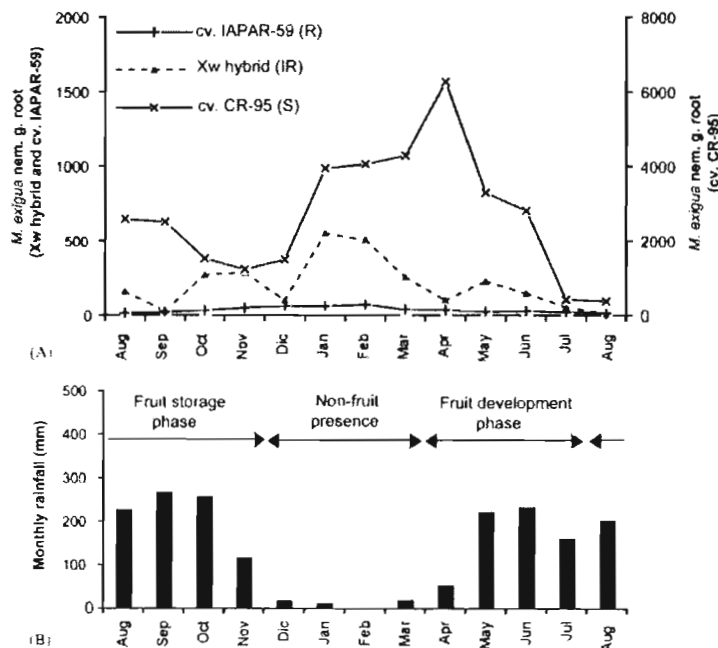 2000
1500
1000
500
0
M. exigua nem. g. root
(Xw hybrid and cv. IAPAR-59)
cv. IAPAR-59 (R)
Xw hybrid (IR)
cv. CR-95 (S)
8000
6000
4000
2000
0
M. exigua nem. g. root
(cv. CR-95)
Aug Sep Oct Nov Dic Jan Feb Mar Apr May Jun Jul Aug
(A)
500
400
300
200
100
0
Monthly rainfall (mm)
Fruit storage
phase
Non-fruit
presence
Fruit development
phase
Aug Sep Oct Nov Dic Jan Feb Mar Apr May Jun Jul Aug
(B)